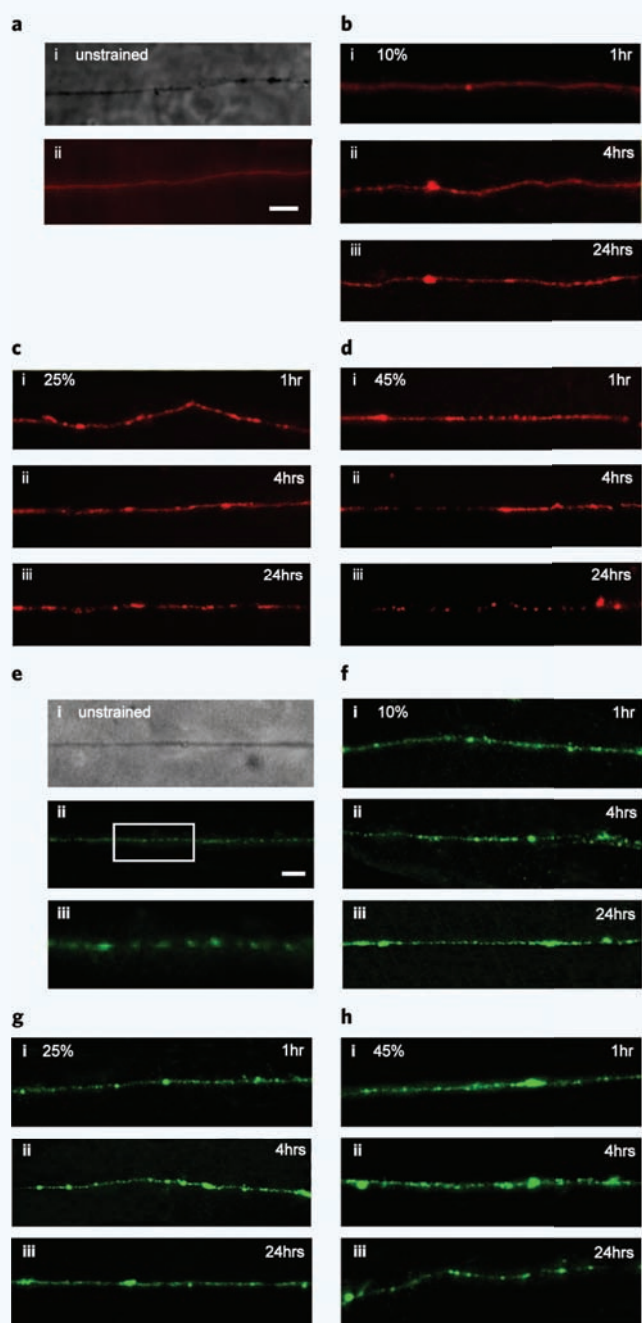 a
b
i unstrained
i 10% 1hr
ii
ii 4hrs
iii 24hrs
c
d
i 25% 1hr
i 45% 1hr
ii 4hrs
ii 4hrs
iii 24hrs
iii 24hrs
e
f
i unstrained
i 10% 1hr
ii
ii 4hrs
iii
iii 24hrs
g
h
i 25% 1hr
i 45% 1hr
ii 4hrs
ii 4hrs
iii 24hrs
iii 24hrs